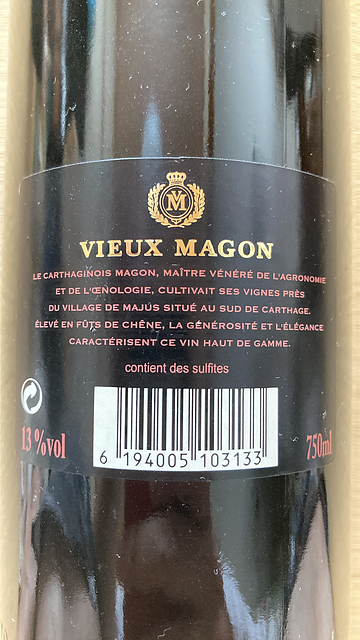 VM
VIEUX MAGON
LE CARTHAGINOIS MAGON, MAÎTRE VÉNÉRÉ DE L'AGRONOMIE
ET DE L'ŒNOLOGIE, CULTIVAIT SES VIGNES PRÈS
DU VILLAGE DE MAJÚS SITUÉ AU SUD DE CARTHAGE.
ÉLEVÉ EN FÛTS DE CHÊNE, LA GÉNÉROSITÉ ET L'ÉLÉGANCE
CARACTÉRISENT CE VIN HAUT DE GAMME.
contient des sulfites
13 %vol
750ml
6 194005 103133